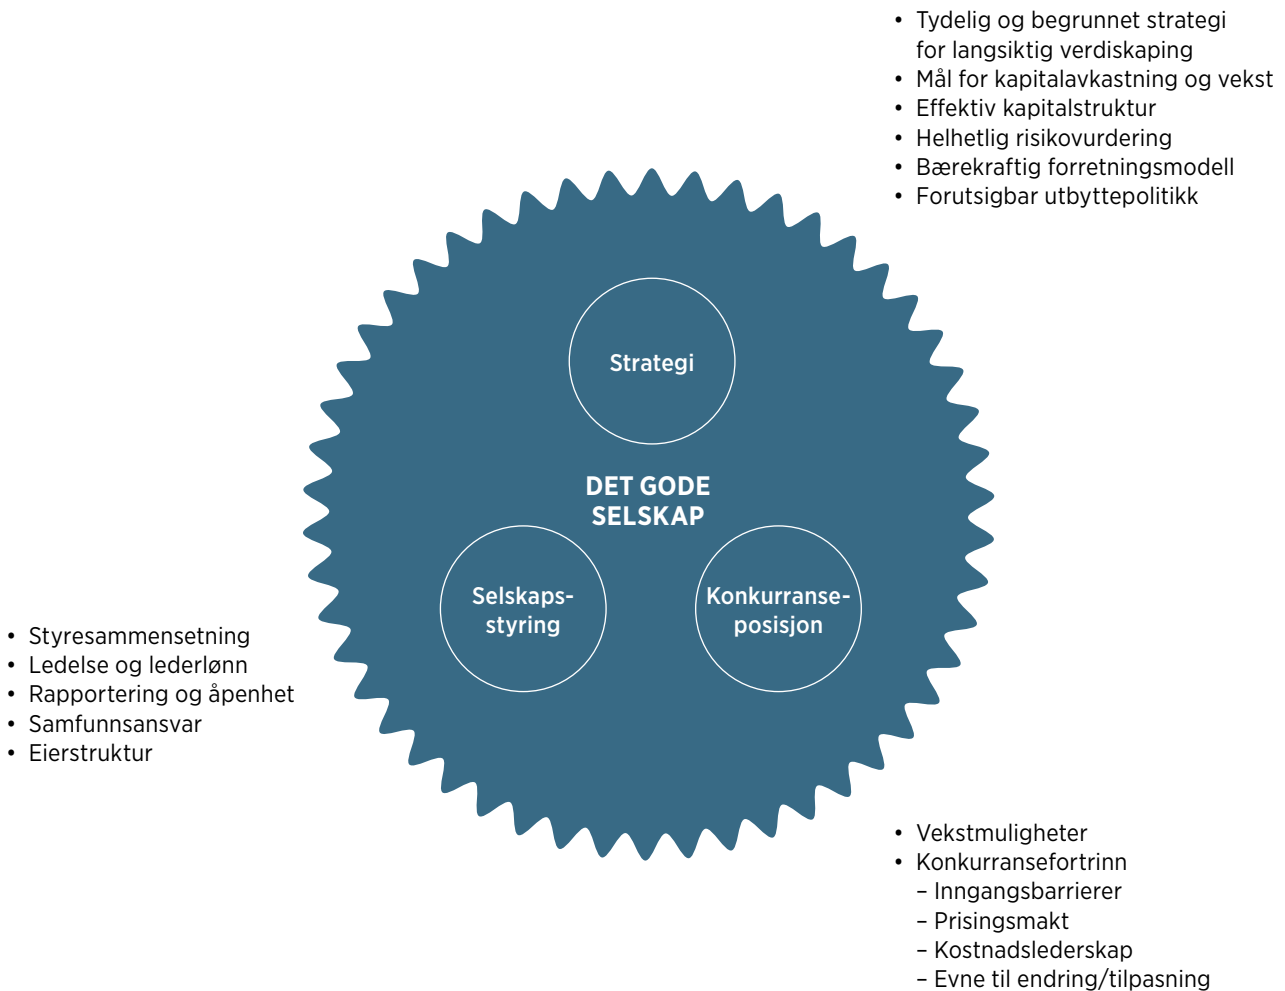 • Tydelig og begrunnet strategi
for langsiktig verdiskaping
• Mål for kapitalavkastning og vekst
• Effektiv kapitalstruktur
• Helhetlig risikovurdering
• Bærekraftig forretningsmodell
• Forutsigbar utbyttepolitikk
Strategi
DET GODE
SELSKAP
Selskaps-
styring
Konkurranse-
posisjon
• Styresammensetning
• Ledelse og lederlønn
• Rapportering og åpenhet
• Samfunnsansvar
• Eierstruktur
• Vekstmuligheter
• Konkurransefortrinn
– Inngangsbarrierer
– Prisingsmakt
– Kostnadslederskap
– Evne til endring/tilpasning